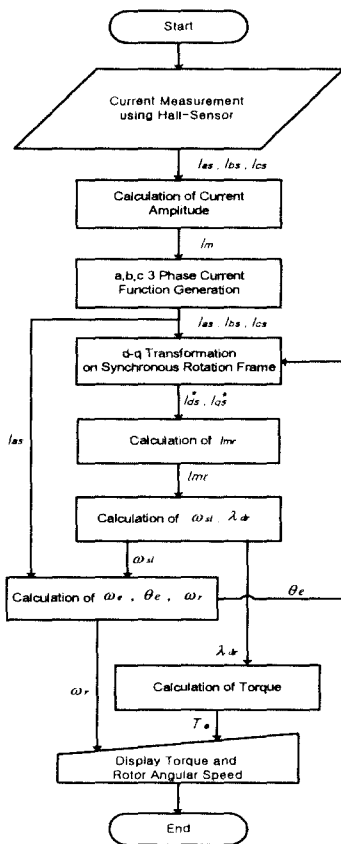 Start
Current Measurement
using Hall-Sensor
Ias , Ibs , Ics
Calculation of Current
Amplitude
Im
a,b,c 3 Phase Current
Function Generation
Ias , Ibs , Ics
d-q Transformation
on Synchronous Rotation Frame
Ids* , Iqs*
Calculation of Imr
Ias
Imr
Calculation of ωsl , λdr
ωsl
Calculation of ωe , θe , ωr
θe
λdr
Calculation of Torque
ωr
Te
Display Torque and
Rotor Angular Speed
End